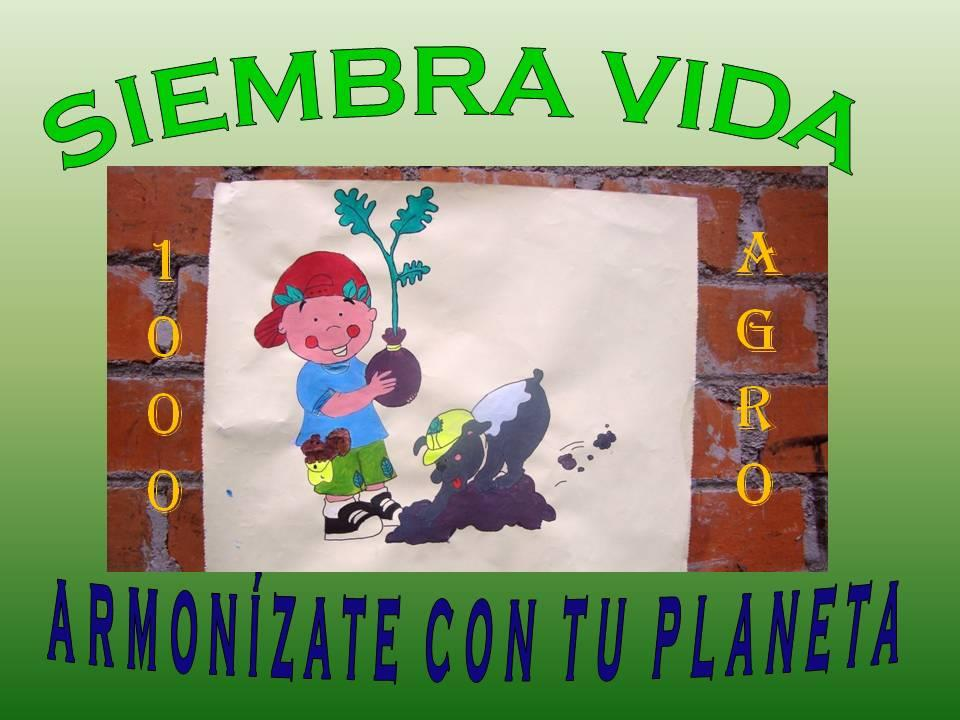 SIEMBRA VIDA
1000
AGRO
ARMONÍZATE CON TU PLANETA